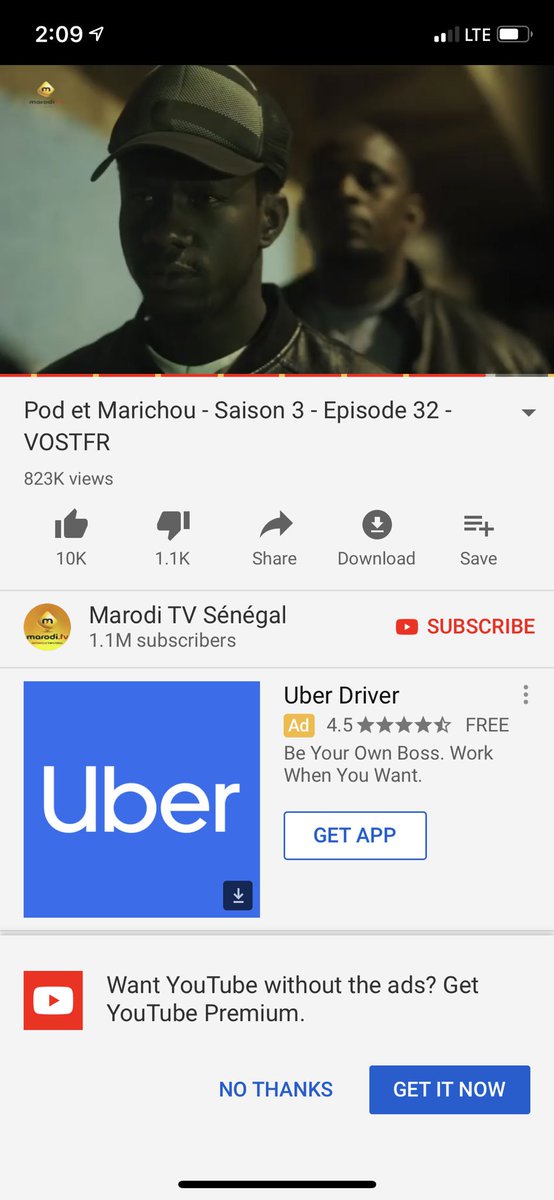 2:09
LTE
marodi
Pod et Marichou - Saison 3 - Episode 32 -
VOSTFR
823K views
10K
1.1K
Share
Download
Save
marodi.tv
Marodi TV Sénégal
1.1M subscribers
SUBSCRIBE
Uber
Uber Driver
Ad 4.5 FREE
Be Your Own Boss. Work
When You Want.
GET APP
Want YouTube without the ads? Get
YouTube Premium.
NO THANKS
GET IT NOW